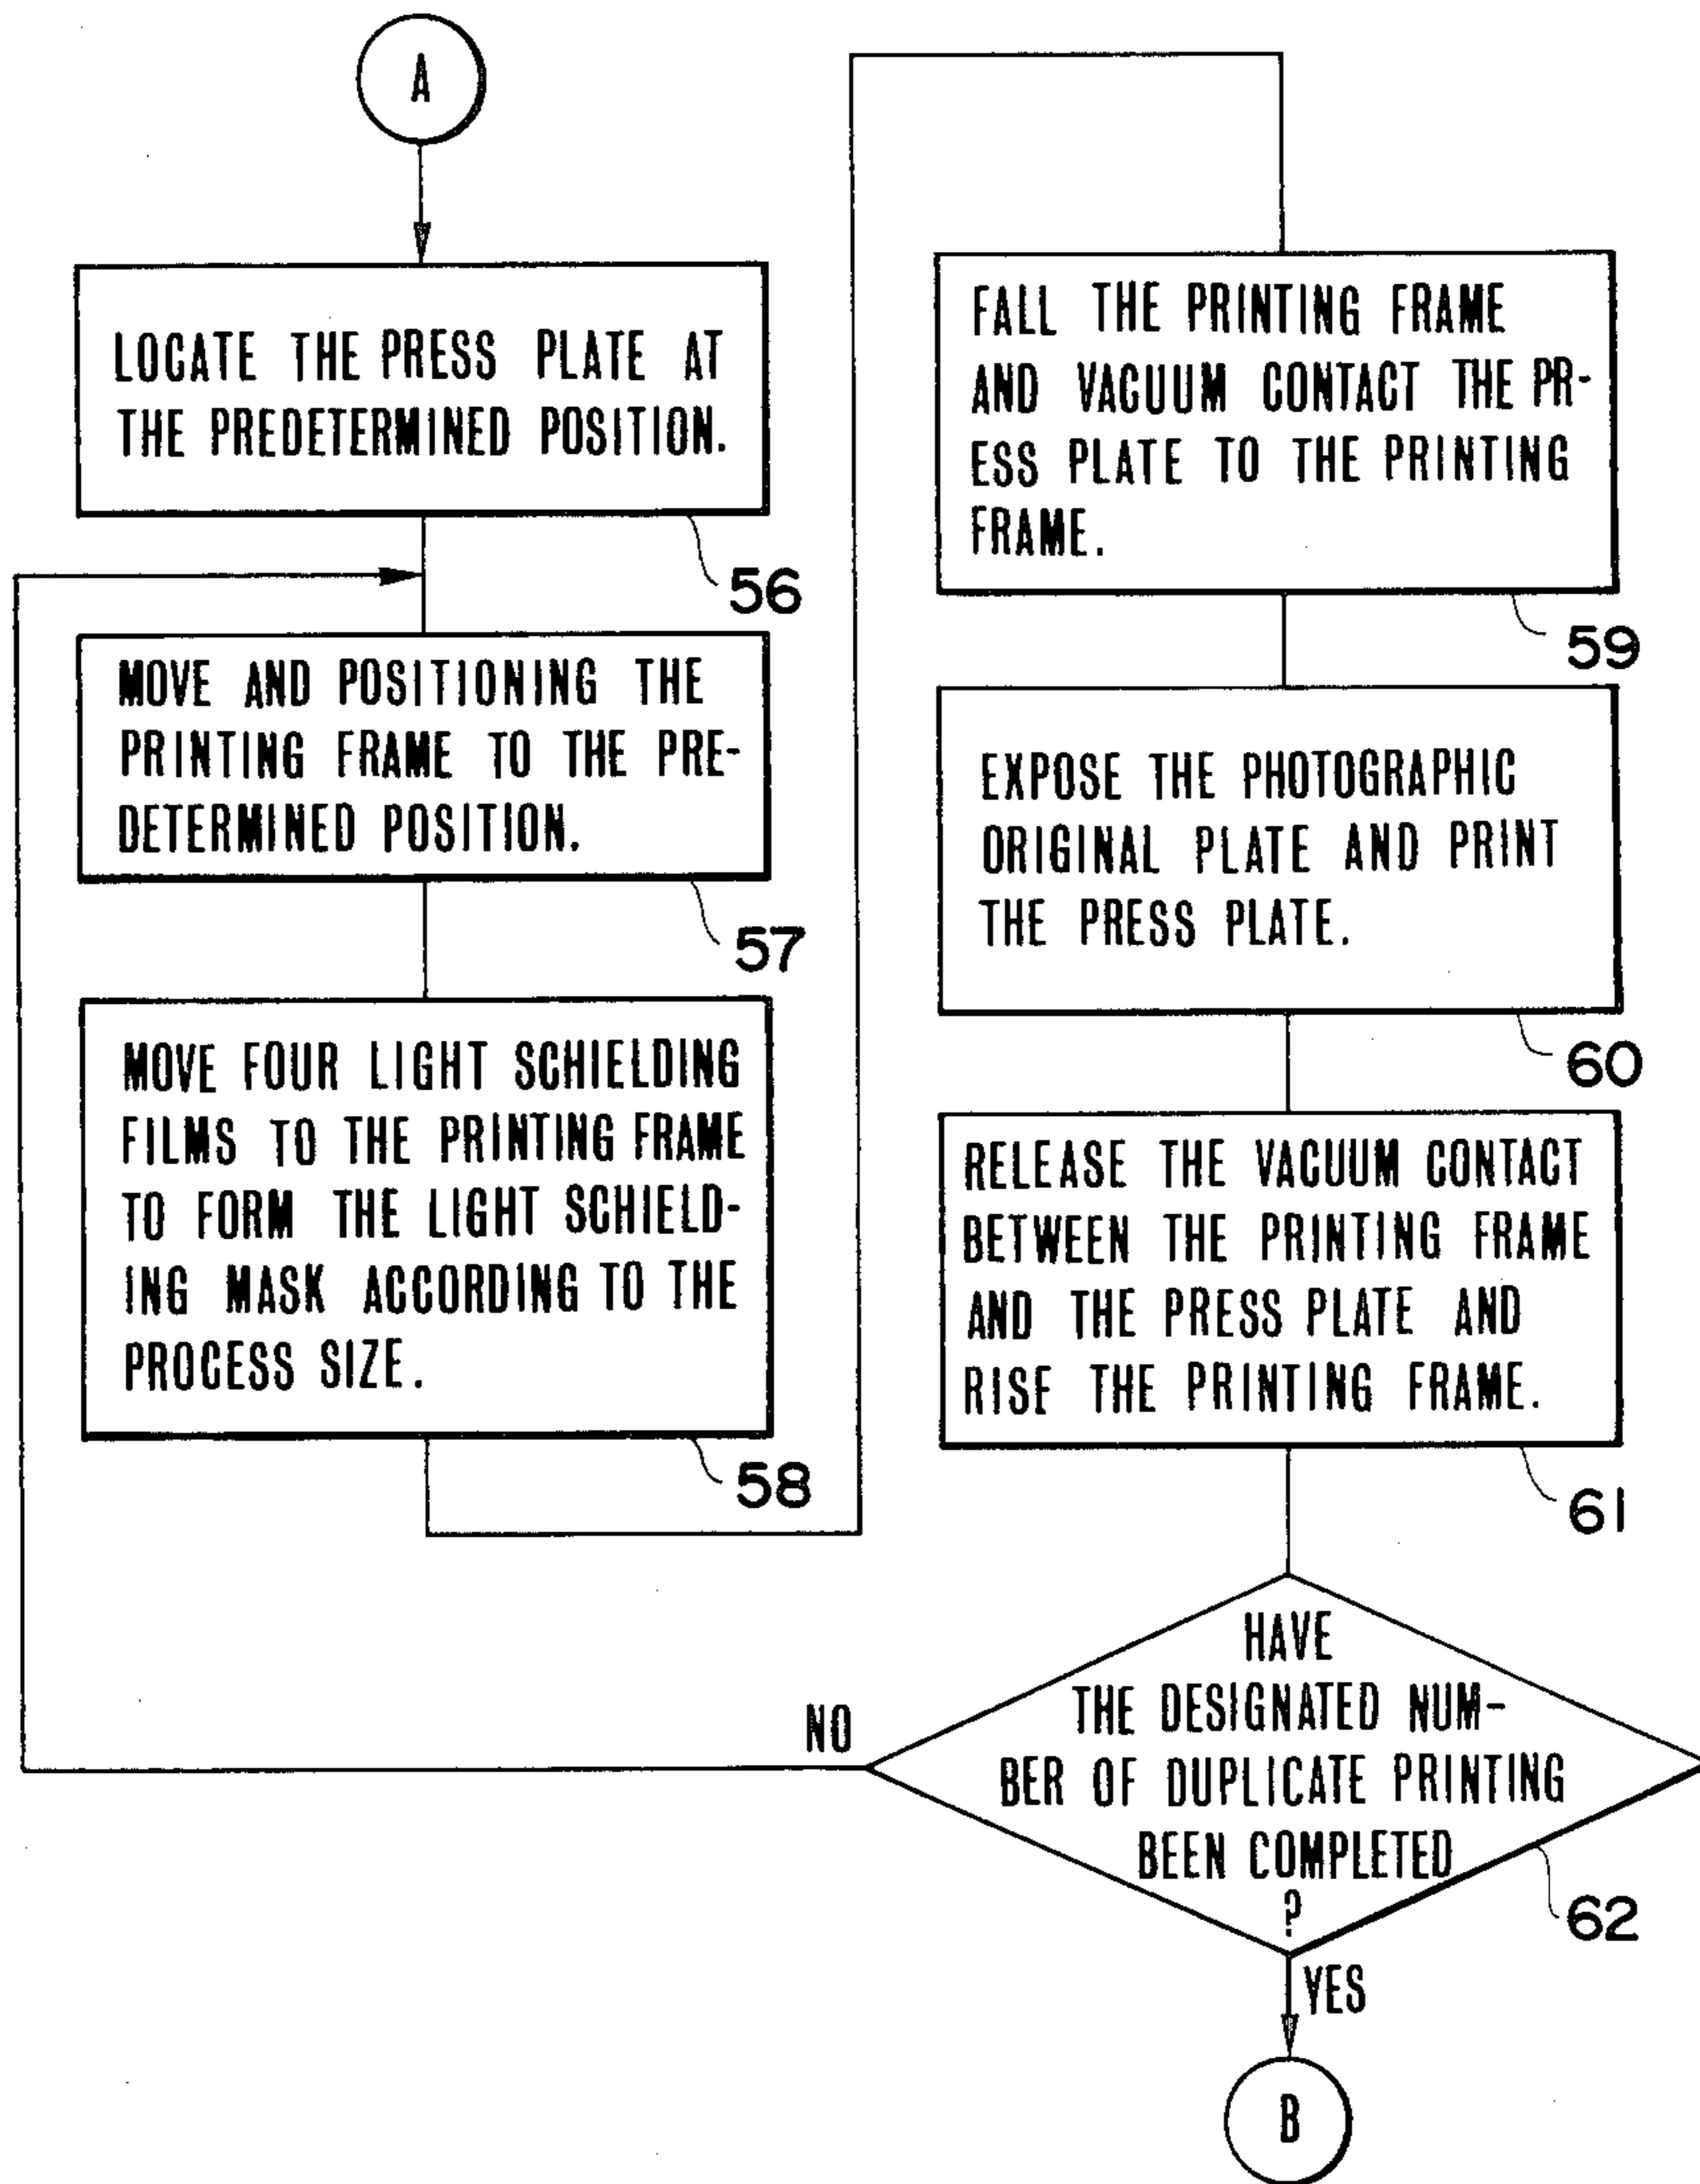 A
LOCATE THE PRESS PLATE AT
THE PREDETERMINED POSITION.
56
MOVE AND POSITIONING THE
PRINTING FRAME TO THE PRE-
DETERMINED POSITION.
57
MOVE FOUR LIGHT SCHIELDING
FILMS TO THE PRINTING FRAME
TO FORM THE LIGHT SCHIELD-
ING MASK ACCORDING TO THE
PROCESS SIZE.
58
FALL THE PRINTING FRAME
AND VACUUM CONTACT THE PR-
ESS PLATE TO THE PRINTING
FRAME.
59
EXPOSE THE PHOTOGRAPHIC
ORIGINAL PLATE AND PRINT
THE PRESS PLATE.
60
RELEASE THE VACUUM CONTACT
BETWEEN THE PRINTING FRAME
AND THE PRESS PLATE AND
RISE THE PRINTING FRAME.
61
HAVE
THE DESIGNATED NUM-
BER OF DUPLICATE PRINTING
BEEN COMPLETED
?
62
NO
YES
B